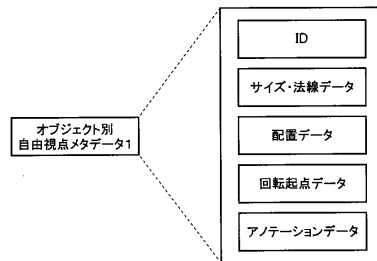 オブジェクト別
自由視点メタデータ1
ID
サイズ・法線データ
配置データ
回転起点データ
アノテーションデータ